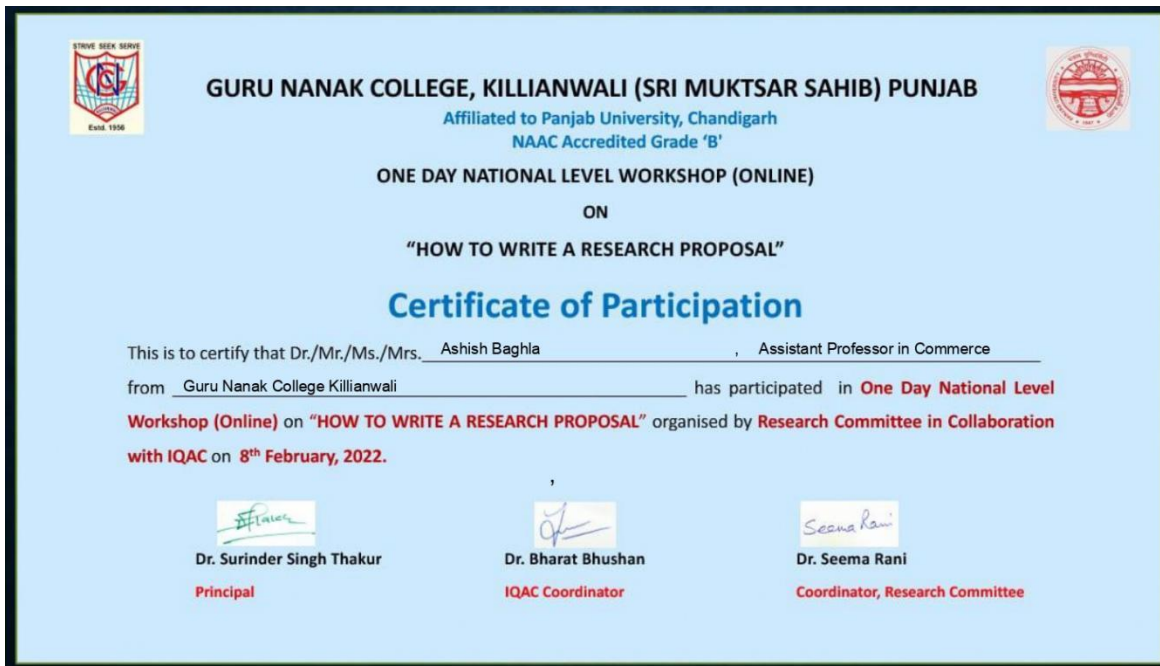 STRIVE SEEK SERVE
Estd. 1956
GURU NANAK COLLEGE, KILLIANWALI (SRI MUKTSAR SAHIB) PUNJAB
Affiliated to Panjab University, Chandigarh
NAAC Accredited Grade ‘B'
ONE DAY NATIONAL LEVEL WORKSHOP (ONLINE)
ON
“HOW TO WRITE A RESEARCH PROPOSAL”
Certificate of Participation
This is to certify that Dr./Mr./Ms./Mrs. Ashish Baghla , Assistant Professor in Commerce
from Guru Nanak College Killianwali has participated in One Day National Level
Workshop (Online) on “HOW TO WRITE A RESEARCH PROPOSAL” organised by Research Committee in Collaboration
with IQAC on 8th February, 2022.
,
Seema Rani
Dr. Surinder Singh Thakur Dr. Bharat Bhushan Dr. Seema Rani
Principal IQAC Coordinator Coordinator, Research Committee